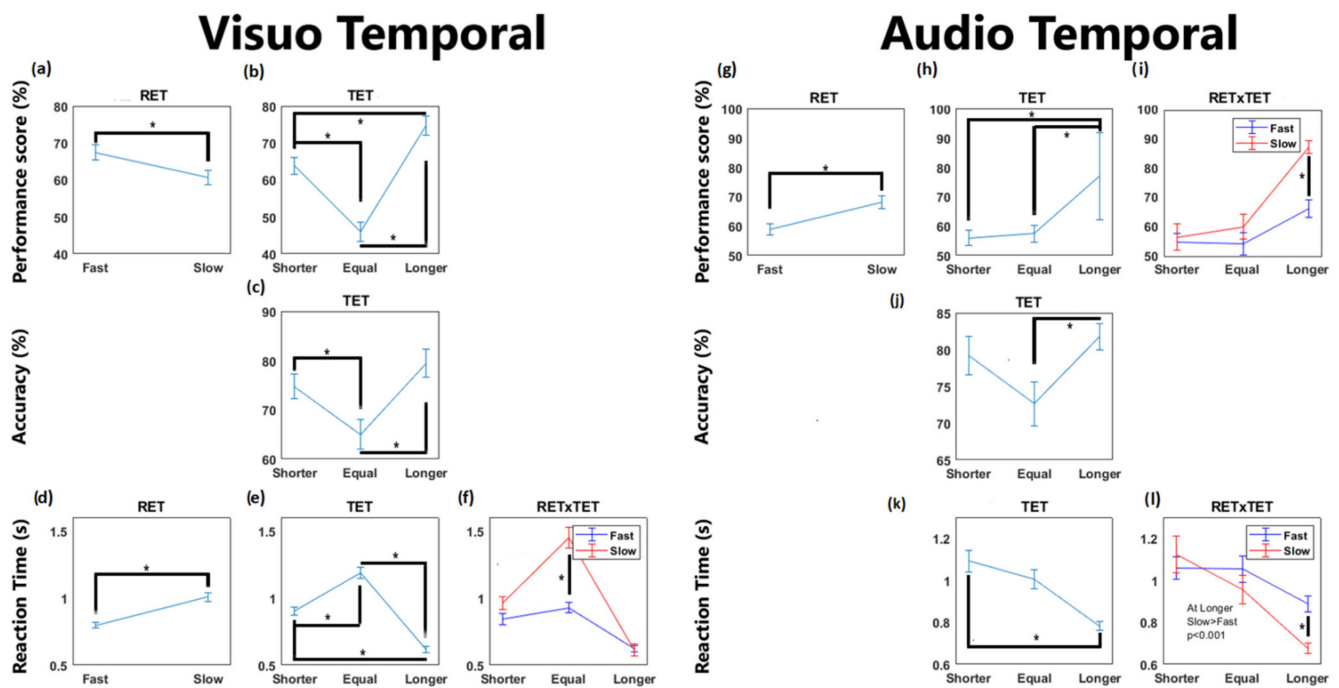 Visuo Temporal
Audio Temporal
(a)
(b)
(g)
(h)
(i)
RET
TET
RET
TET
RETxTET
Performance score (%)
80
70
60
50
40
*
Fast
Slow
80
70
60
50
40
*
*
*
Shorter
Equal
Longer
Performance score (%)
100
90
80
70
60
50
*
Fast
Slow
100
90
80
70
60
50
*
*
Shorter
Equal
Longer
100
90
80
70
60
50
Fast
Slow
*
Shorter
Equal
Longer
(c)
TET
Accuracy (%)
90
80
70
60
*
*
Shorter
Equal
Longer
(j)
TET
Accuracy (%)
85
80
75
70
65
*
Shorter
Equal
Longer
(d)
RET
Reaction Time (s)
1.5
1
0.5
*
Fast
Slow
(e)
TET
1.5
1
0.5
*
*
*
Shorter
Equal
Longer
(f)
RETxTET
1.5
1
0.5
Fast
Slow
*
Shorter
Equal
Longer
(k)
TET
Reaction Time (s)
1.2
1
0.8
0.6
*
Shorter
Equal
Longer
(l)
RETxTET
1.2
1
0.8
0.6
Fast
Slow
At Longer
Slow>Fast
p<0.001
*
Shorter
Equal
Longer